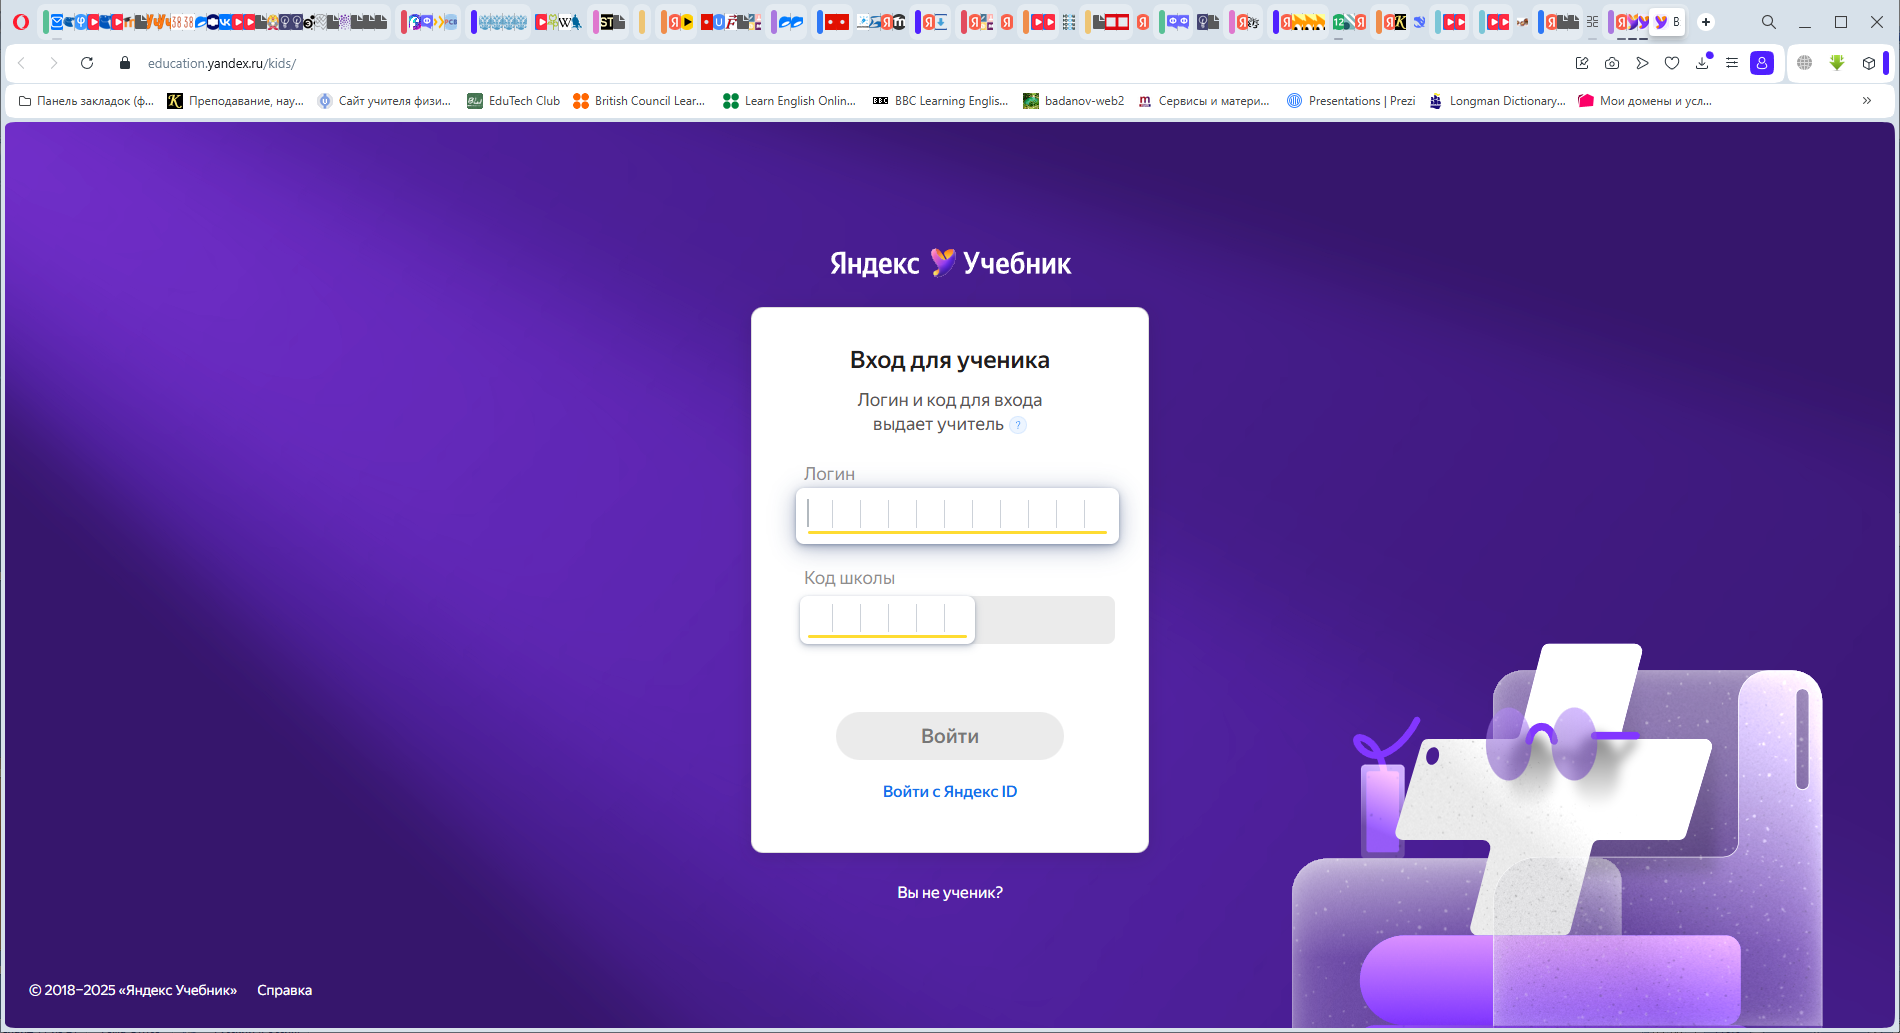 education.yandex.ru/kids/
Панель закладок (ф...
Преподавание, нау...
Сайт учителя физи...
EduTech Club
British Council Lear...
Learn English Onlin...
BBC Learning Englis...
badanov-web2
Сервисы и матери...
Presentations | Prezi
Longman Dictionary...
Мои домены и усл...
Яндекс Учебник
Вход для ученика
Логин и код для входа
выдает учитель ?
Логин
Код школы
Войти
Войти с Яндекс ID
Вы не ученик?
© 2018–2025 «Яндекс Учебник» Справка